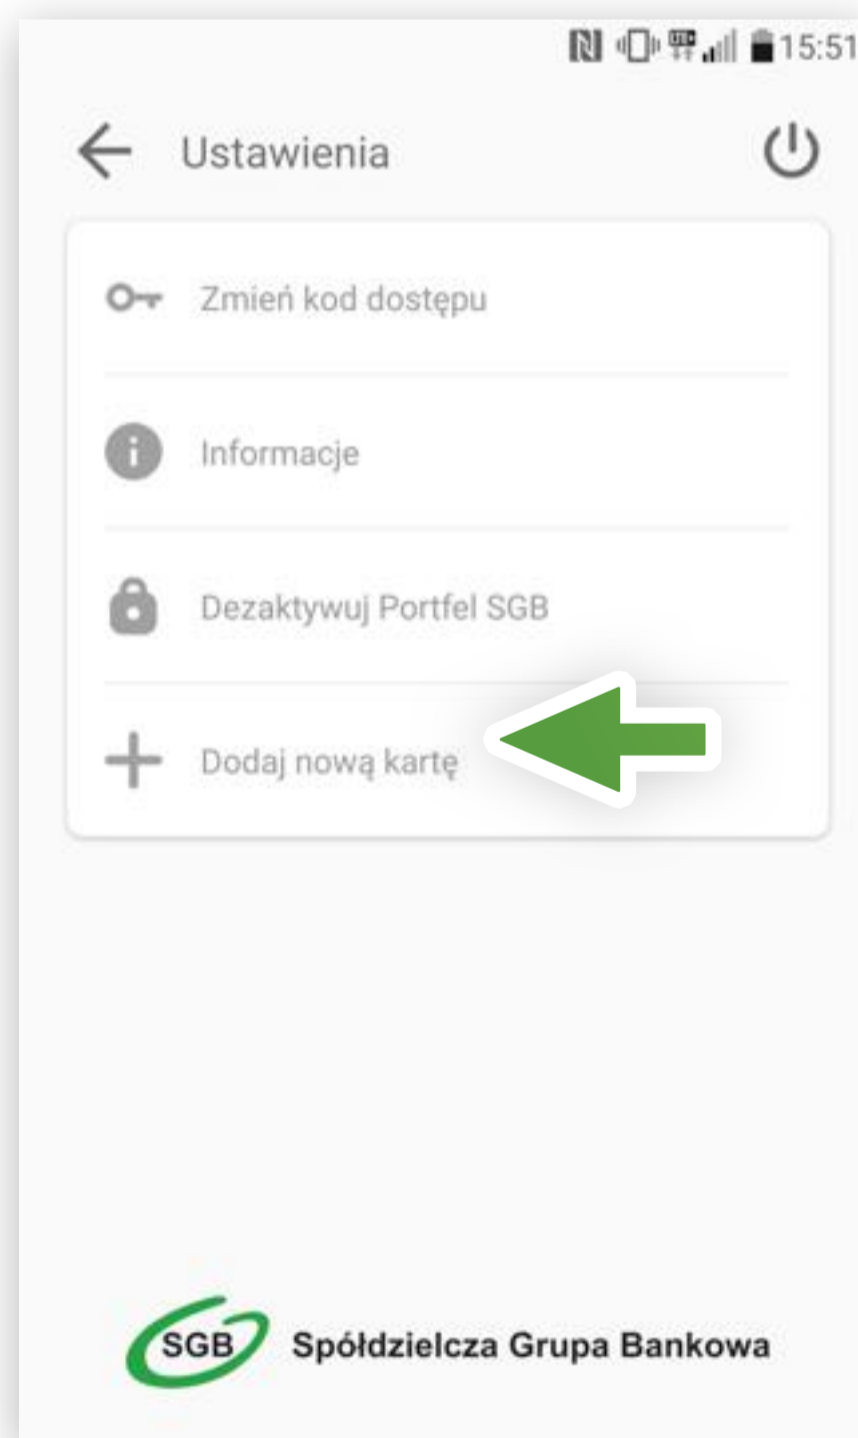 15:51
Ustawienia
Zmień kod dostępu
Informacje
Dezaktywuj Portfel SGB
Dodaj nową kartę
SGB Spółdzielcza Grupa Bankowa